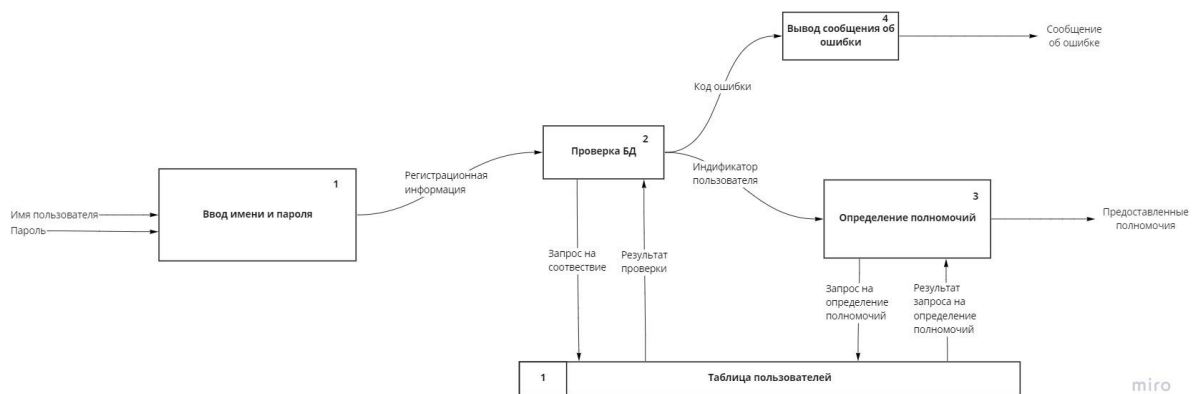 4
Вывод сообщения об
ошибки
Сообщение
об ошибке
Код ошибки
2
Проверка БД
Регистрационная
информация
Индификатор
пользователя
1
Ввод имени и пароля
Имя пользователя
Пароль
3
Определение полномочий
Предоставленные
полномочия
Запрос на
соотвествие
Результат
проверки
Запрос на
определение
полномочий
Результат
запроса на
определение
полномочий
1
Таблица пользователей
miro